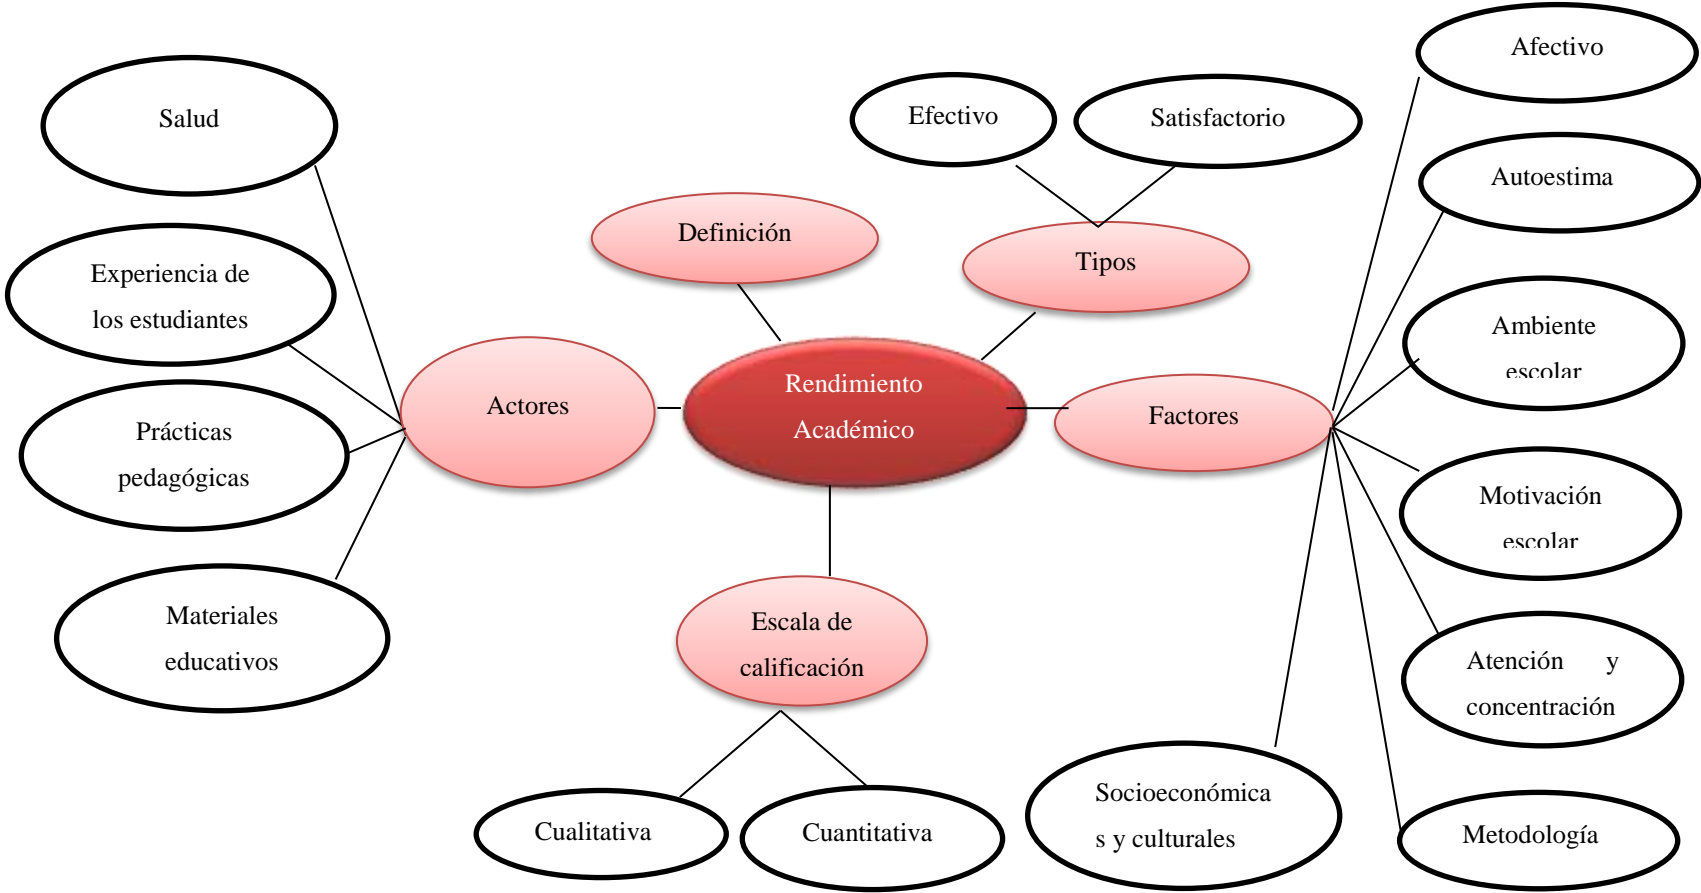 Afectivo
Salud
Efectivo
Satisfactorio
Autoestima
Definición
Tipos
Experiencia de
los estudiantes
Ambiente
escolar
Rendimiento
Académico
Actores
Factores
Prácticas
pedagógicas
Motivación
escolar
Materiales
educativos
Escala de
calificación
Atención y
concentración
Socioeconómica
s y culturales
Cualitativa
Cuantitativa
Metodología